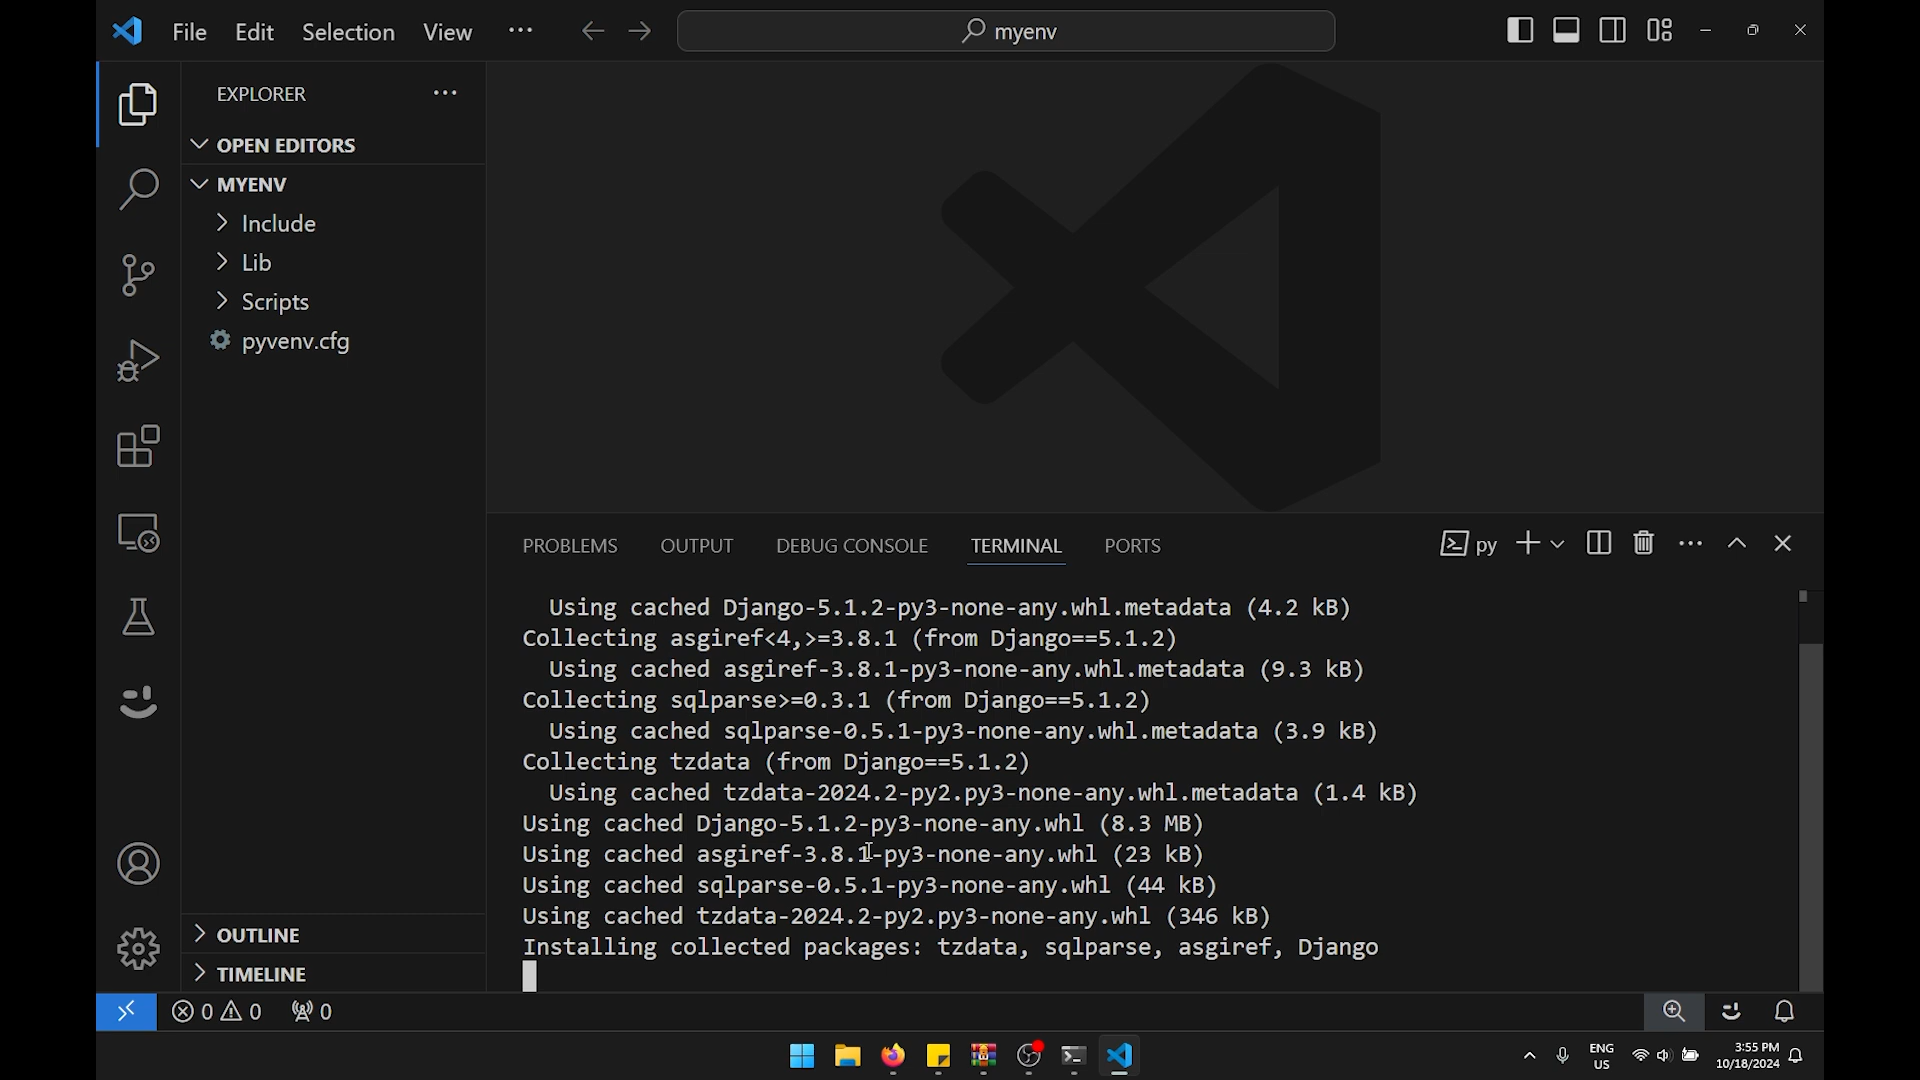 File Edit Selection View ··· myenv
EXPLORER ···
OPEN EDITORS
MYENV
Include
Lib
Scripts
pyvenv.cfg
OUTLINE
TIMELINE
PROBLEMS OUTPUT DEBUG CONSOLE TERMINAL PORTS py ···
Using cached Django-5.1.2-py3-none-any.whl.metadata (4.2 kB)
Collecting asgiref<4,>=3.8.1 (from Django==5.1.2)
Using cached asgiref-3.8.1-py3-none-any.whl.metadata (9.3 kB)
Collecting sqlparse>=0.3.1 (from Django==5.1.2)
Using cached sqlparse-0.5.1-py3-none-any.whl.metadata (3.9 kB)
Collecting tzdata (from Django==5.1.2)
Using cached tzdata-2024.2-py2.py3-none-any.whl.metadata (1.4 kB)
Using cached Django-5.1.2-py3-none-any.whl (8.3 MB)
Using cached asgiref-3.8.1-py3-none-any.whl (23 kB)
Using cached sqlparse-0.5.1-py3-none-any.whl (44 kB)
Using cached tzdata-2024.2-py2.py3-none-any.whl (346 kB)
Installing collected packages: tzdata, sqlparse, asgiref, Django
0 0 0
ENG
US
3:55 PM
10/18/2024